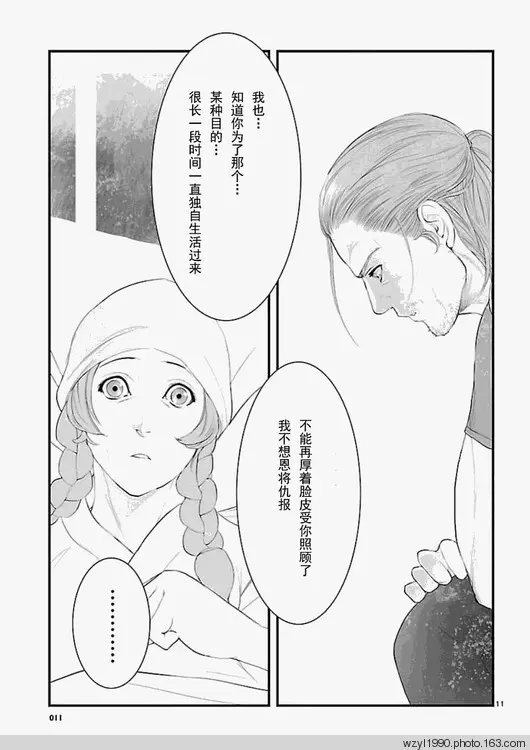 我也…
知道你为了那个…
某种目的…
很长一段时间一直独自生活过来
不能再厚着脸皮受你照顾了
我不想恩将仇报
…………
11
011
wzyl1990.photo.163.com